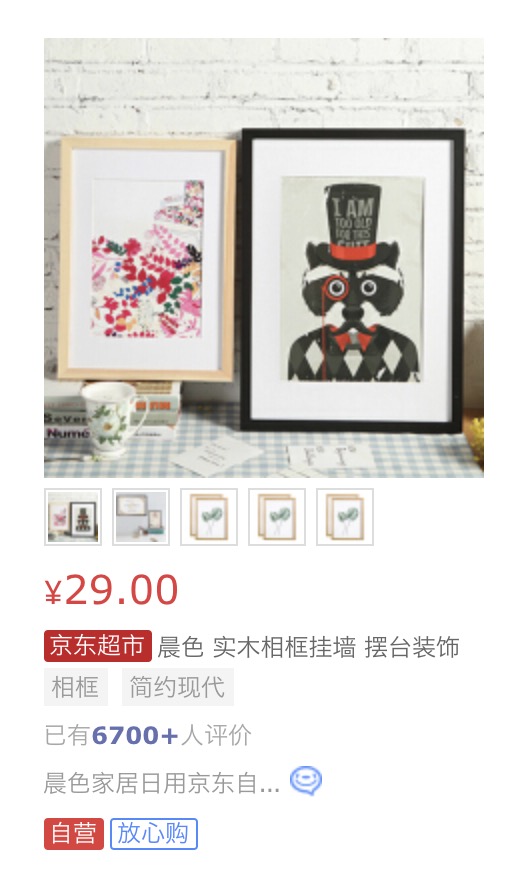 I AM
TOO OLD
FOR THIS
¥29.00
京东超市 晨色 实木相框挂墙 摆台装饰
相框 简约现代
已有6700+人评价
晨色家居日用京东自...
自营 放心购